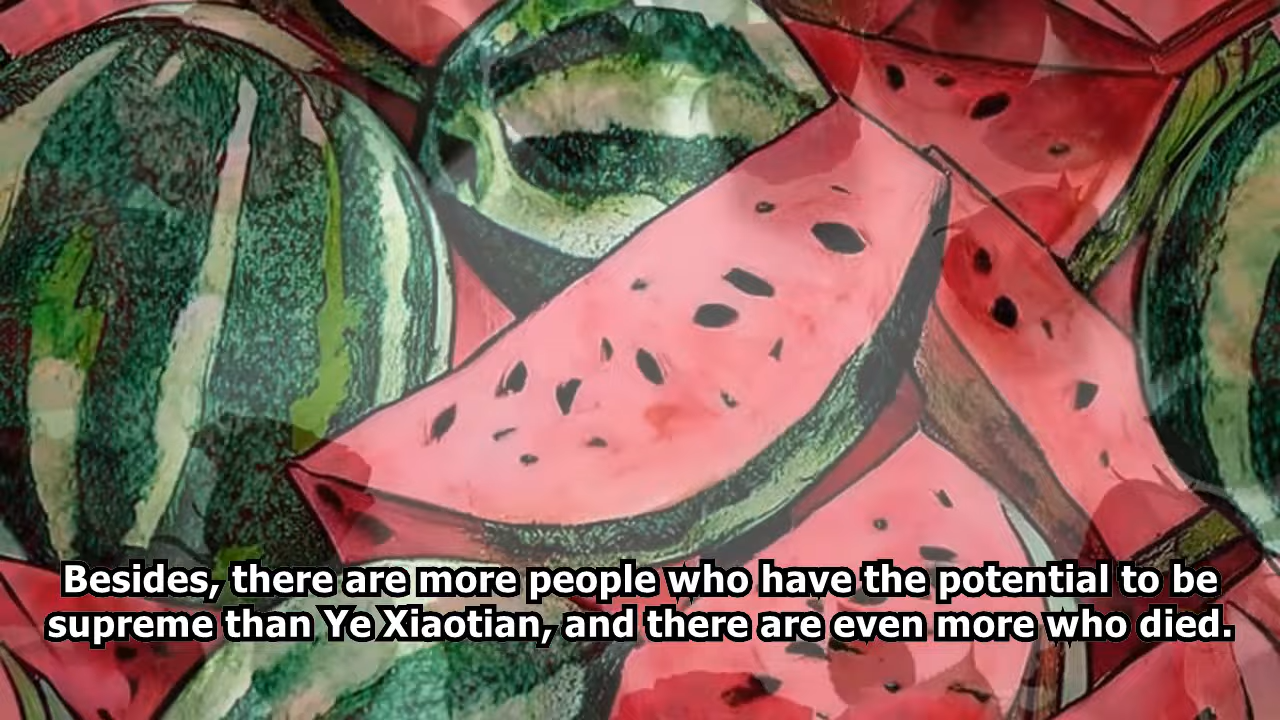 Besides, there are more people who have the potential to be
supreme than Ye Xiaotian, and there are even more who died.